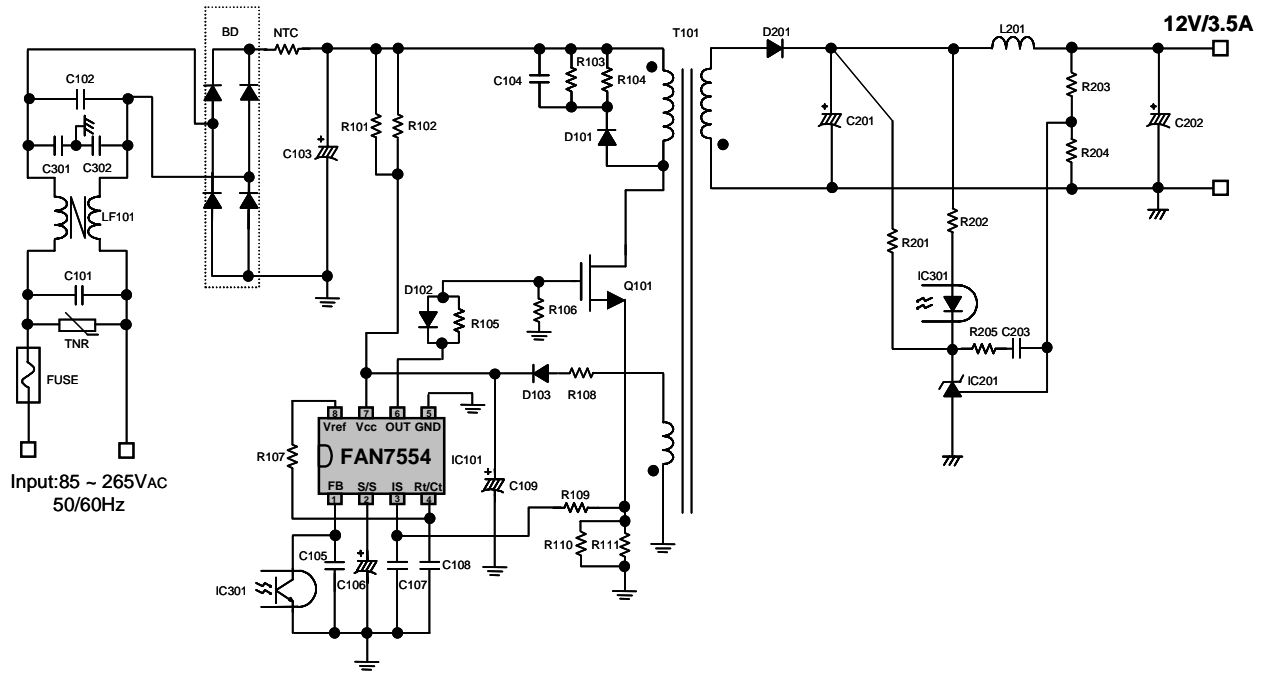 12V/3.5A
BD
NTC
T101
D201
L201
C102
C104
R103
R104
R203
C301
C302
R101
R102
C103
D101
C201
C202
R204
LF101
R202
R201
C101
D102
Q101
IC301
R106
R105
R205
C203
TNR
FUSE
D103
R108
IC201
8
7
6
5
Vref
Vcc
OUT
GND
R107
FAN7554
IC101
Input:85 ~ 265VAC
50/60Hz
FB
S/S
IS
Rt/Ct
1
2
3
4
C109
R109
R110
R111
C105
C106
C107
C108
IC301